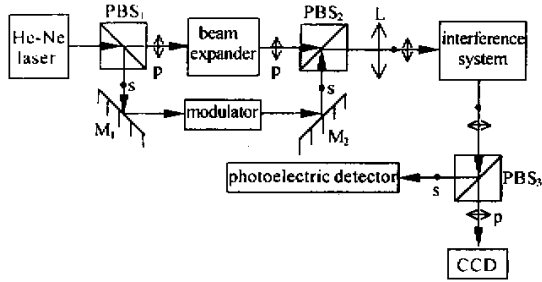 He-Ne
laser
PBS₁
p
beam
expander
p
PBS₂
L
interference
system
s
M₁
modulator
s
M₂
photoelectric detector
s
PBS₃
p
CCD